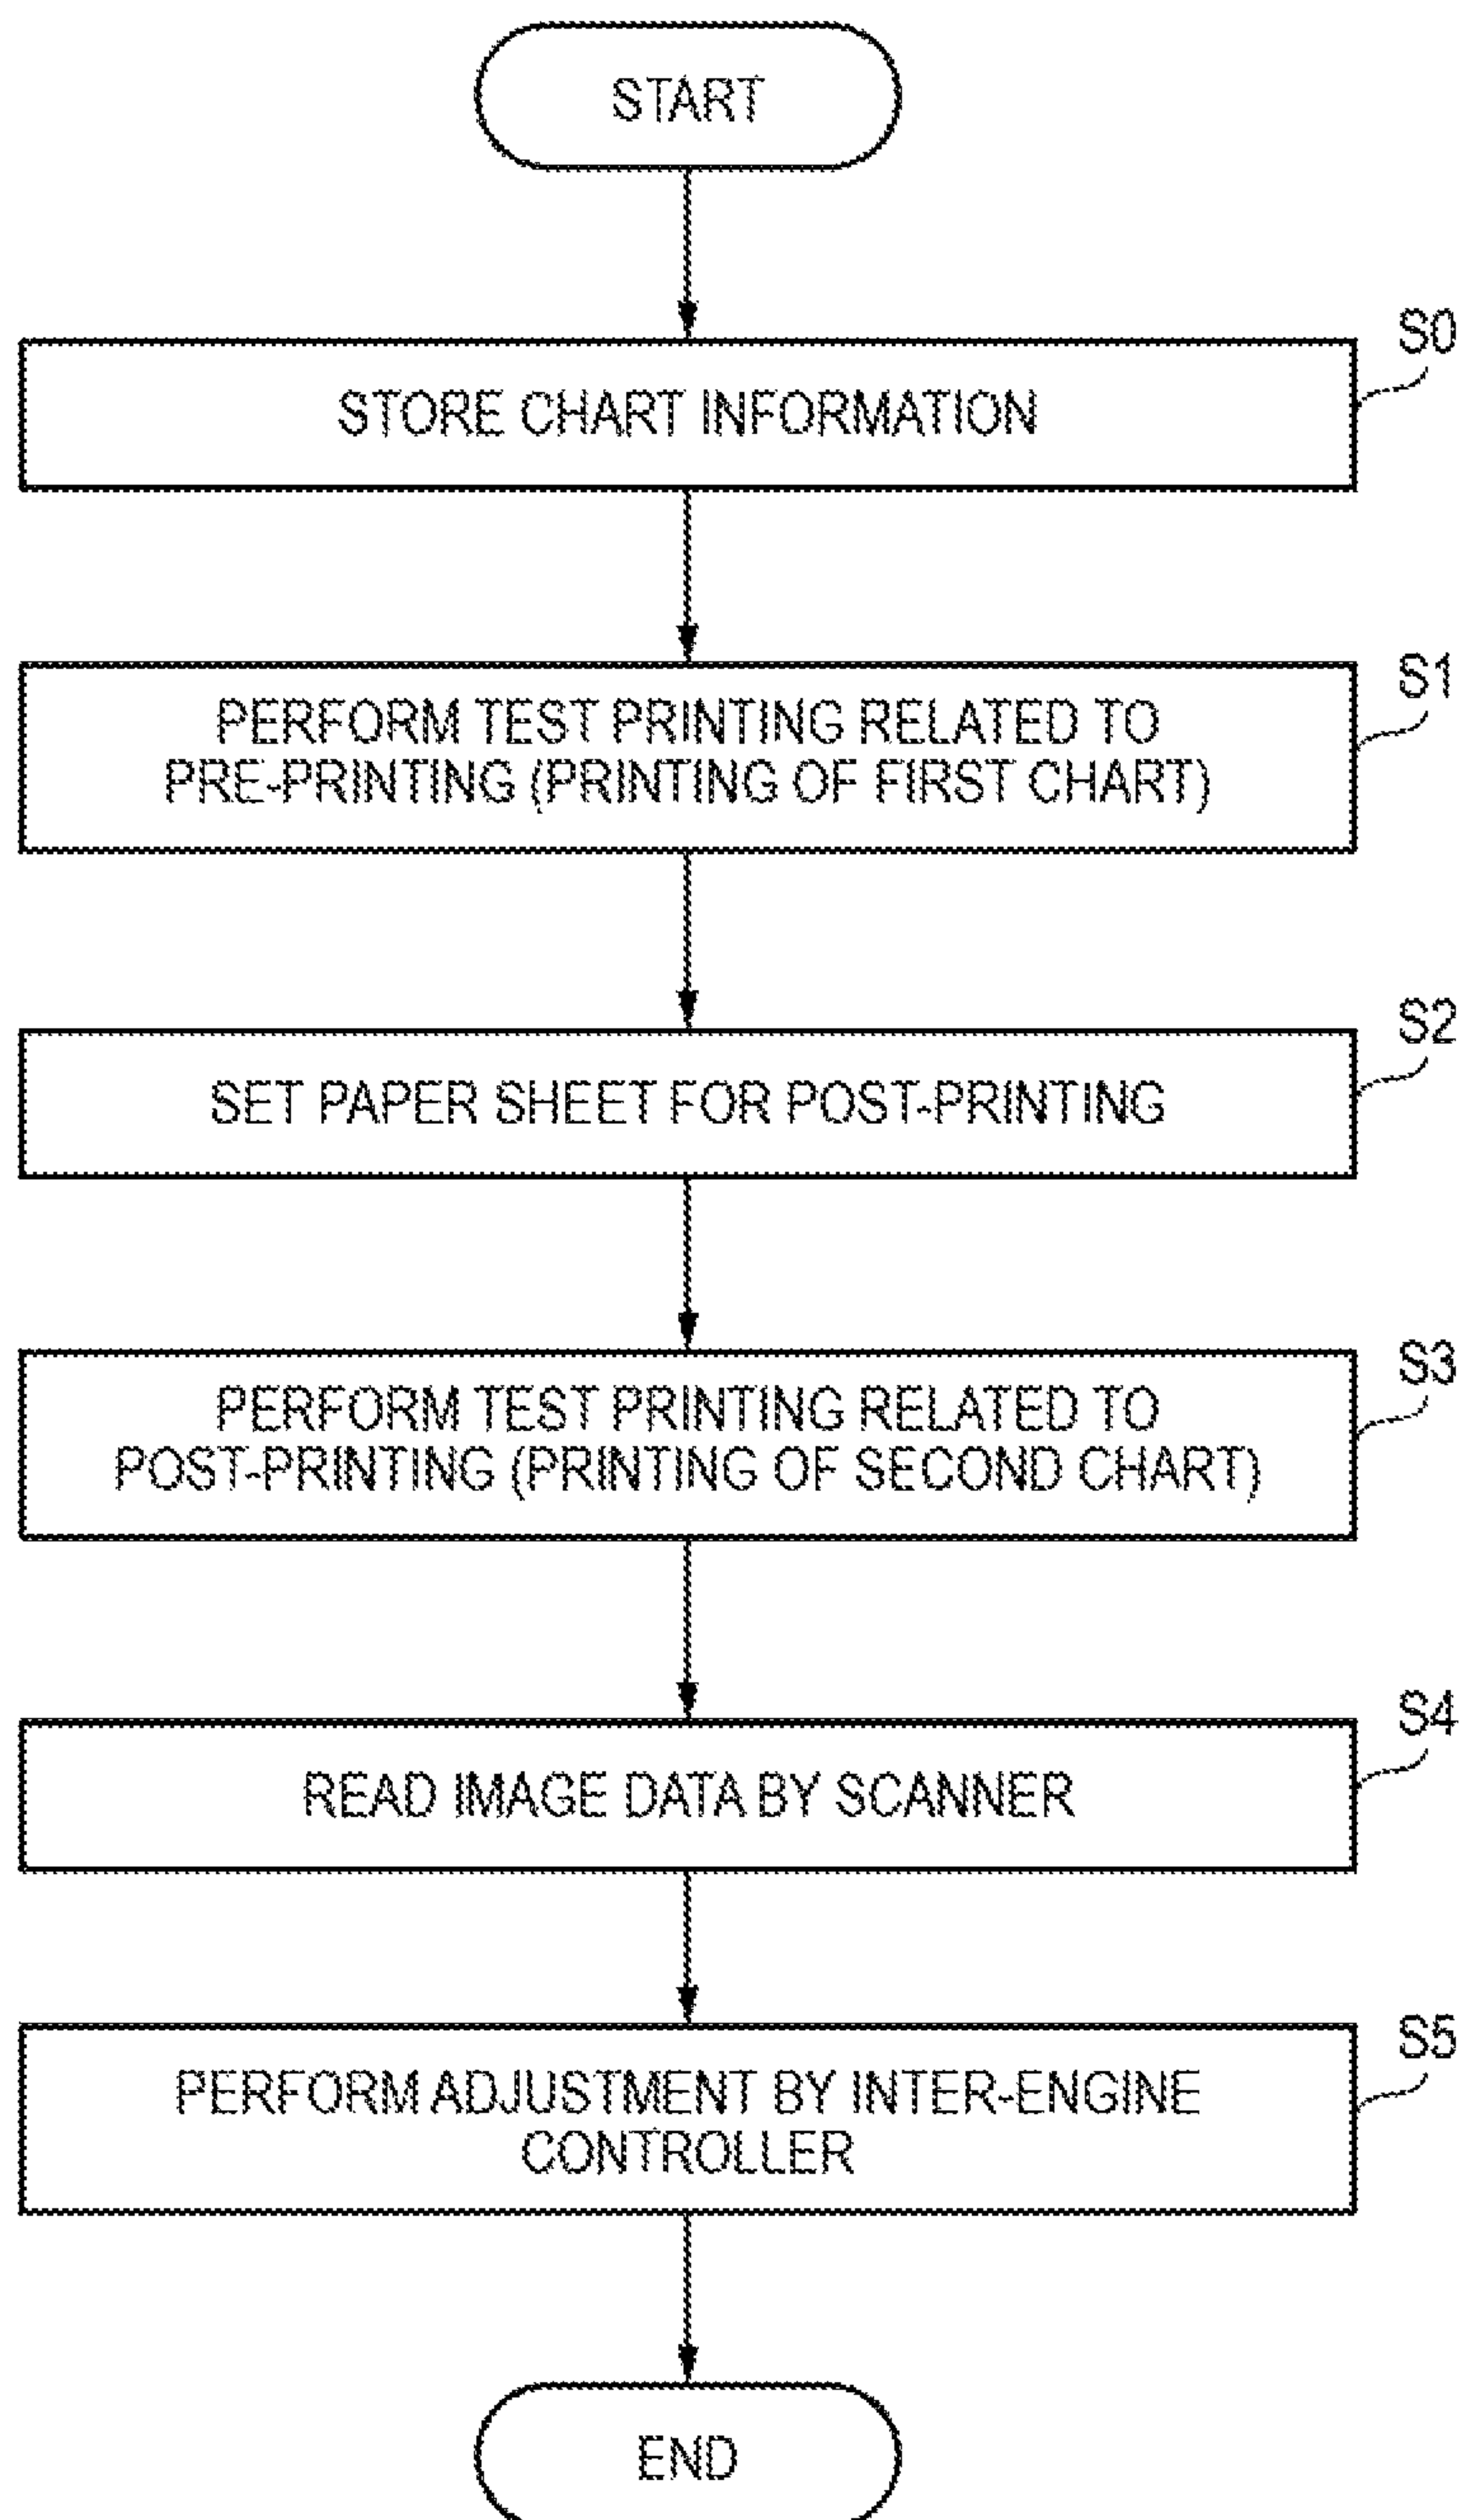 START
S0
STORE CHART INFORMATION
S1
PERFORM TEST PRINTING RELATED TO
PRE-PRINTING (PRINTING OF FIRST CHART)
S2
SET PAPER SHEET FOR POST-PRINTING
S3
PERFORM TEST PRINTING RELATED TO
POST-PRINTING (PRINTING OF SECOND CHART)
S4
READ IMAGE DATA BY SCANNER
S5
PERFORM ADJUSTMENT BY INTER-ENGINE
CONTROLLER
END